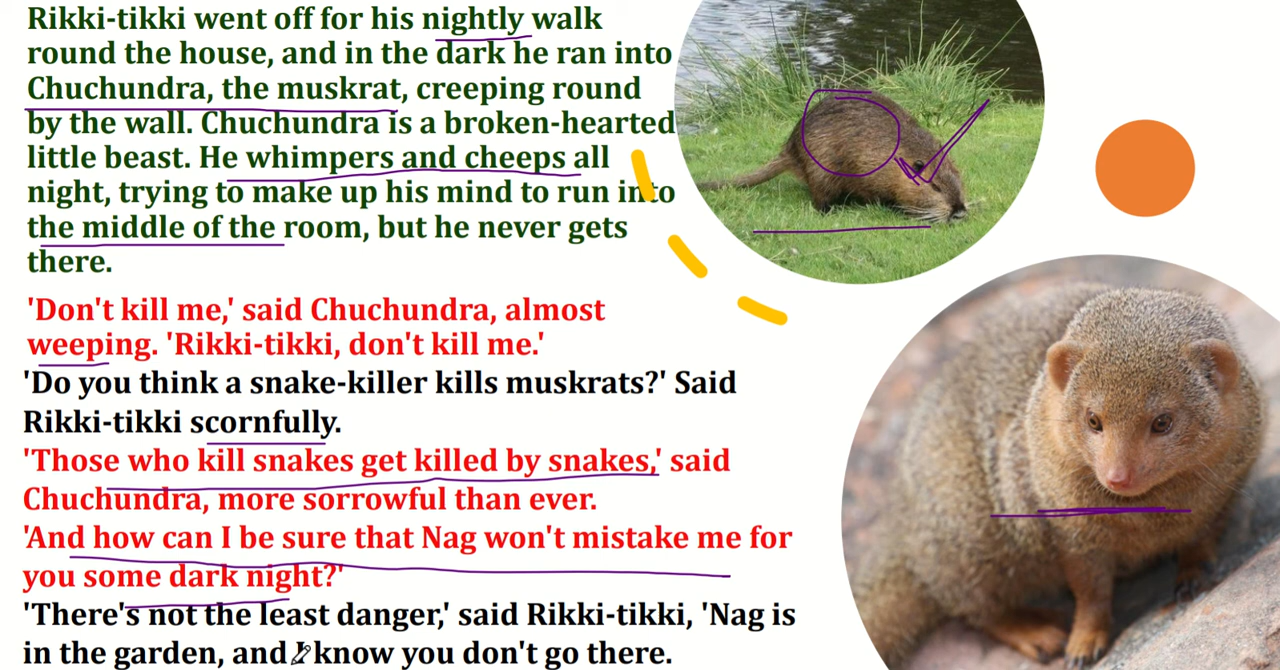 Rikki-tikki went off for his nightly walk
round the house, and in the dark he ran into
Chuchundra, the muskrat, creeping round
by the wall. Chuchundra is a broken-hearted
little beast. He whimpers and cheeps all
night, trying to make up his mind to run into
the middle of the room, but he never gets
there.
'Don't kill me,' said Chuchundra, almost
weeping. 'Rikki-tikki, don't kill me.'
'Do you think a snake-killer kills muskrats?' Said
Rikki-tikki scornfully.
'Those who kill snakes get killed by snakes,' said
Chuchundra, more sorrowful than ever.
'And how can I be sure that Nag won't mistake me for
you some dark night?'
'There's not the least danger,' said Rikki-tikki, 'Nag is
in the garden, and I know you don't go there.